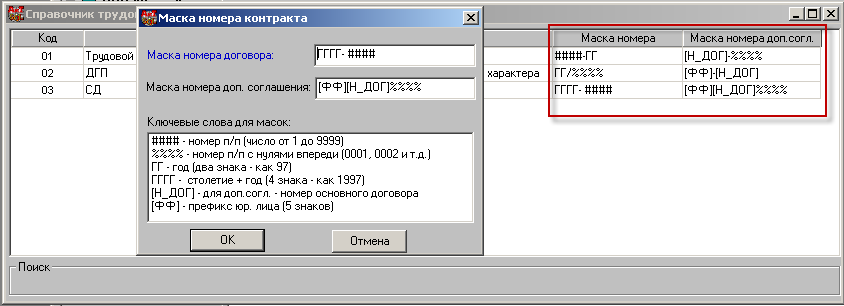 Справочник трудо
Маска номера контракта
Код Маска номера Маска номера доп.согл.
01 Трудовой ####-ГГ [Н_ДОГ]-%%%%
02 ДГП характера ГГ/%%%% [ФФ]-[Н_ДОГ]
03 СД ГГГГ- #### [ФФ][Н_ДОГ]%%%%
Маска номера договора: ГГГГ- ####
Маска номера доп. соглашения: [ФФ][Н_ДОГ]%%%%
Ключевые слова для масок:
#### - номер п/п (число от 1 до 9999)
%%%% - номер п/п с нулями впереди (0001, 0002 и т.д.)
ГГ - год (два знака - как 97)
ГГГГ - столетие + год (4 знака - как 1997)
[Н_ДОГ] - для доп.согл. - номер основного договора
[ФФ] - префикс юр. лица (5 знаков)
OK Отмена
Поиск